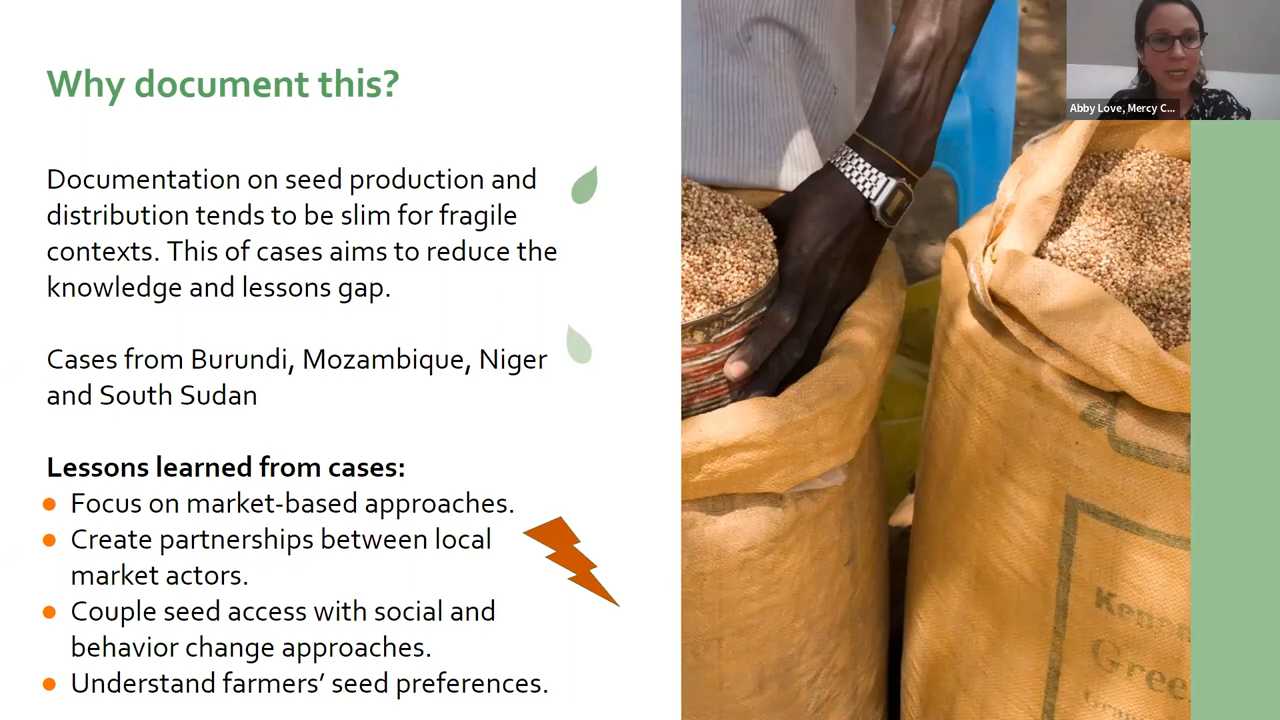 Why document this?
Documentation on seed production and
distribution tends to be slim for fragile
contexts. This of cases aims to reduce the
knowledge and lessons gap.
Cases from Burundi, Mozambique, Niger
and South Sudan
Lessons learned from cases:
● Focus on market-based approaches.
● Create partnerships between local
market actors.
● Couple seed access with social and
behavior change approaches.
● Understand farmers’ seed preferences.
Abby Love, Mercy C...
Gree